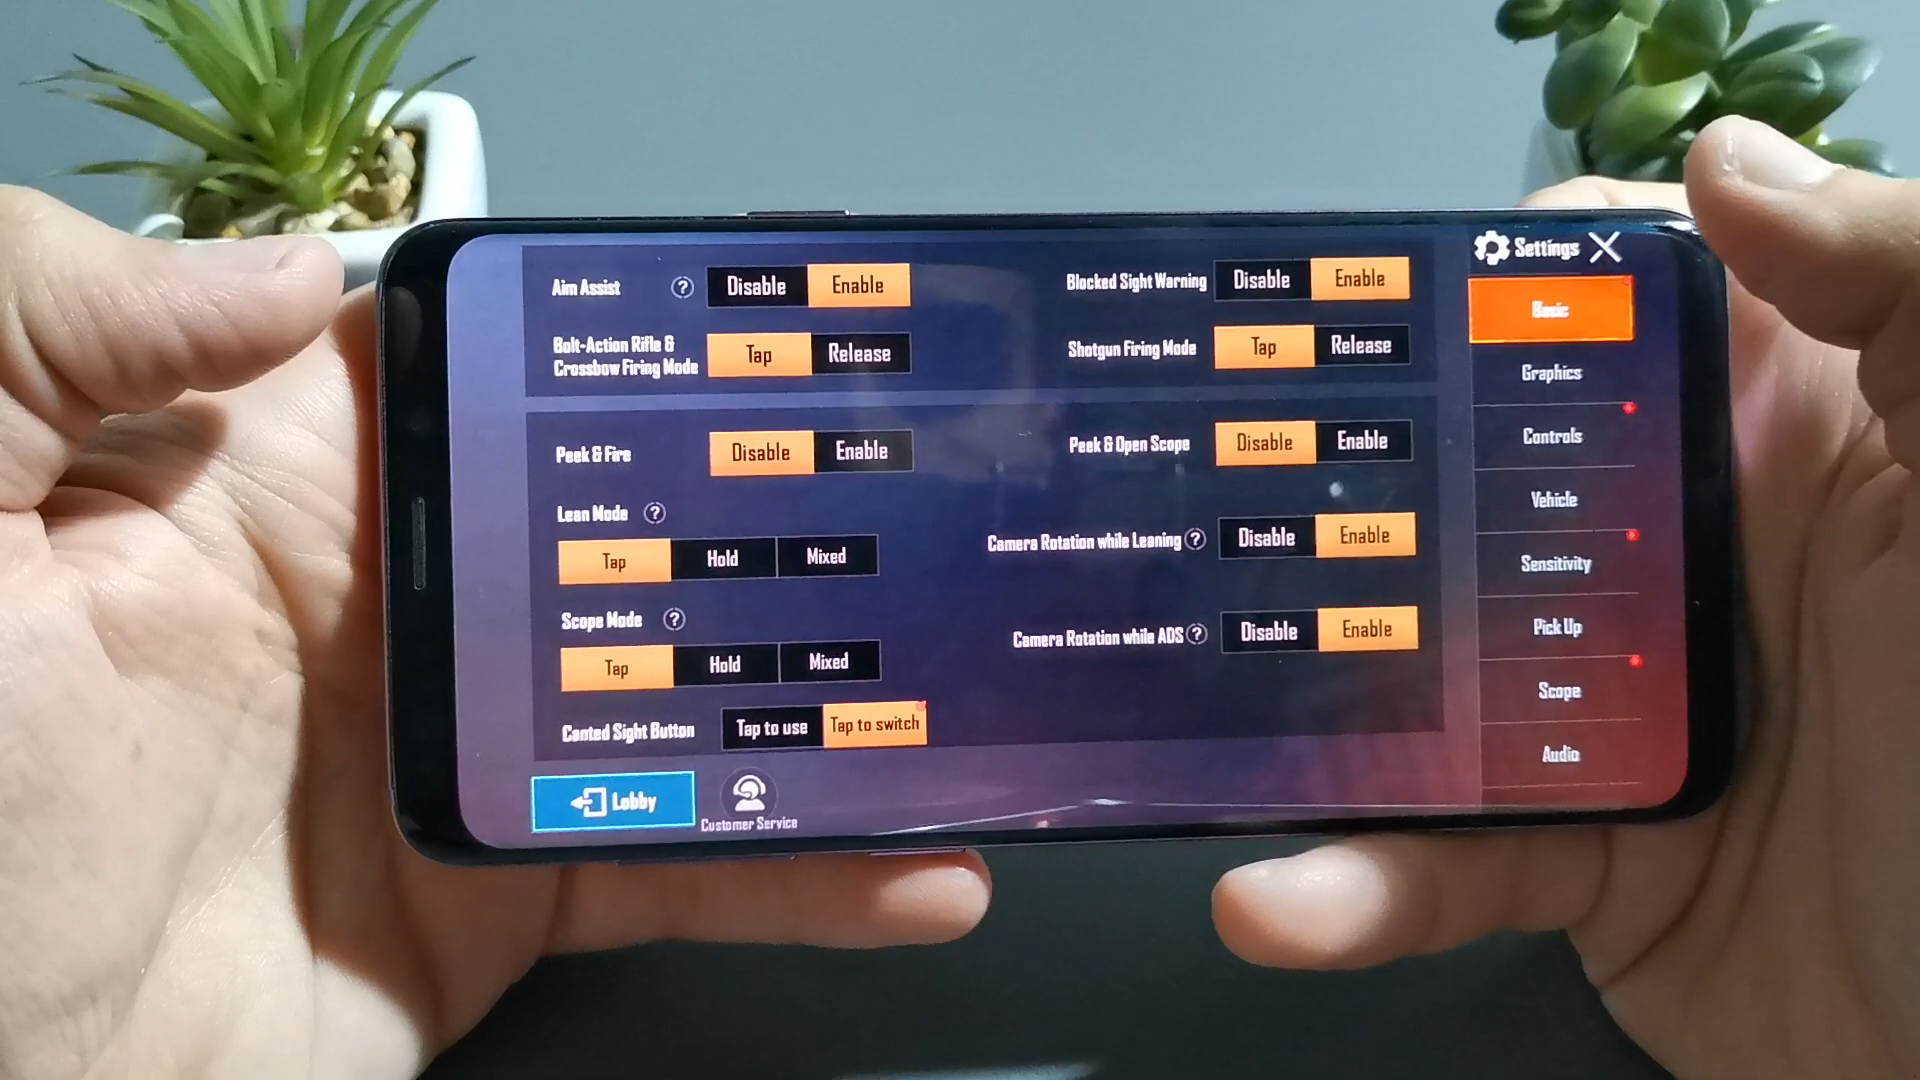 Aim Assist ? Disable Enable
Blocked Sight Warning Disable Enable
Bolt-Action Rifle &
Crossbow Firing Mode Tap Release
Shotgun Firing Mode Tap Release
Peek & Fire Disable Enable
Peek & Open Scope Disable Enable
Lean Mode ?
Tap Hold Mixed
Camera Rotation while Leaning ? Disable Enable
Scope Mode ?
Tap Hold Mixed
Camera Rotation while ADS ? Disable Enable
Canted Sight Button Tap to use Tap to switch
Lobby
Customer Service
Settings X
Basic
Graphics
Controls
Vehicle
Sensitivity
Pick Up
Scope
Audio